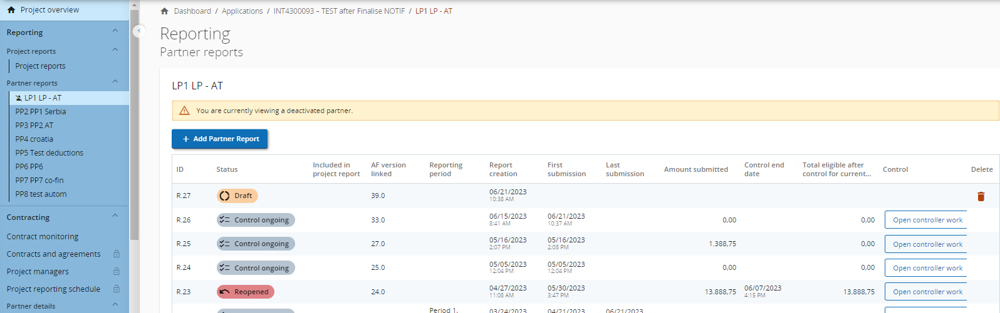 Project overview
Reporting
Project reports
Project reports
Partner reports
LP1 LP - AT
PP2 PP1 Serbia
PP3 PP2 AT
PP4 croatia
PP5 Test deductions
PP6 PP6
PP7 PP7 co-fin
PP8 test autom
Contracting
Contract monitoring
Contracts and agreements
Project managers
Project reporting schedule
Partner details
Dashboard / Applications / INT4300093 – TEST after Finalise NOTIF / LP1 LP - AT
Reporting
Partner reports
LP1 LP - AT
You are currently viewing a deactivated partner.
+ Add Partner Report
ID Status Included in project report AF version linked Reporting period Report creation First submission Last submission Amount submitted Control end date Total eligible after control for current... Control Delete
R.27 Draft 39.0 06/21/2023 10:38 AM
R.26 Control ongoing 33.0 06/15/2023 8:41 AM 06/21/2023 10:37 AM 0,00 0,00 Open controller work
R.25 Control ongoing 27.0 05/16/2023 2:07 PM 05/16/2023 2:08 PM 1.388,75 0,00 Open controller work
R.24 Control ongoing 25.0 05/05/2023 12:04 PM 05/05/2023 12:04 PM 0,00 0,00 Open controller work
R.23 Reopened 24.0 04/27/2023 11:08 AM 05/30/2023 3:47 PM 13.888,75 06/07/2023 4:15 PM 13.888,75 Open controller work
Period 1, 03/24/2023 04/21/2023 06/21/2023